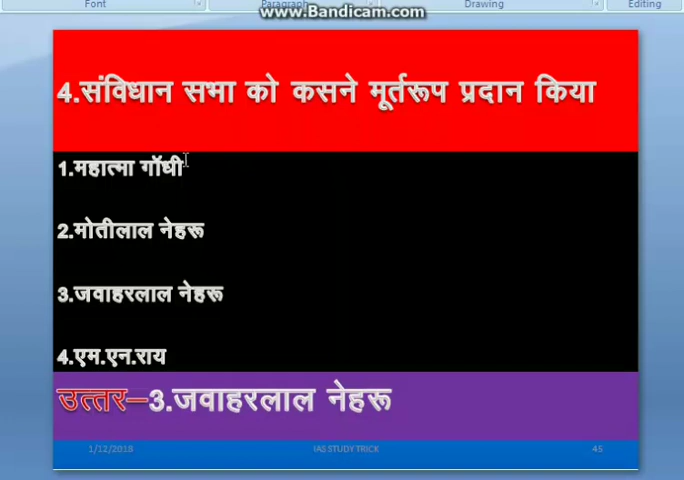 Font Paragraph Drawing Editing
www.Bandicam.com
4.संविधान सभा को कसने मूर्तरूप प्रदान किया
1.महात्मा गॉधी
2.मोतीलाल नेहरू
3.जवाहरलाल नेहरू
4.एम.एन.राय
उत्तर–3.जवाहरलाल नेहरू
1/12/2018 IAS STUDY TRICK 45